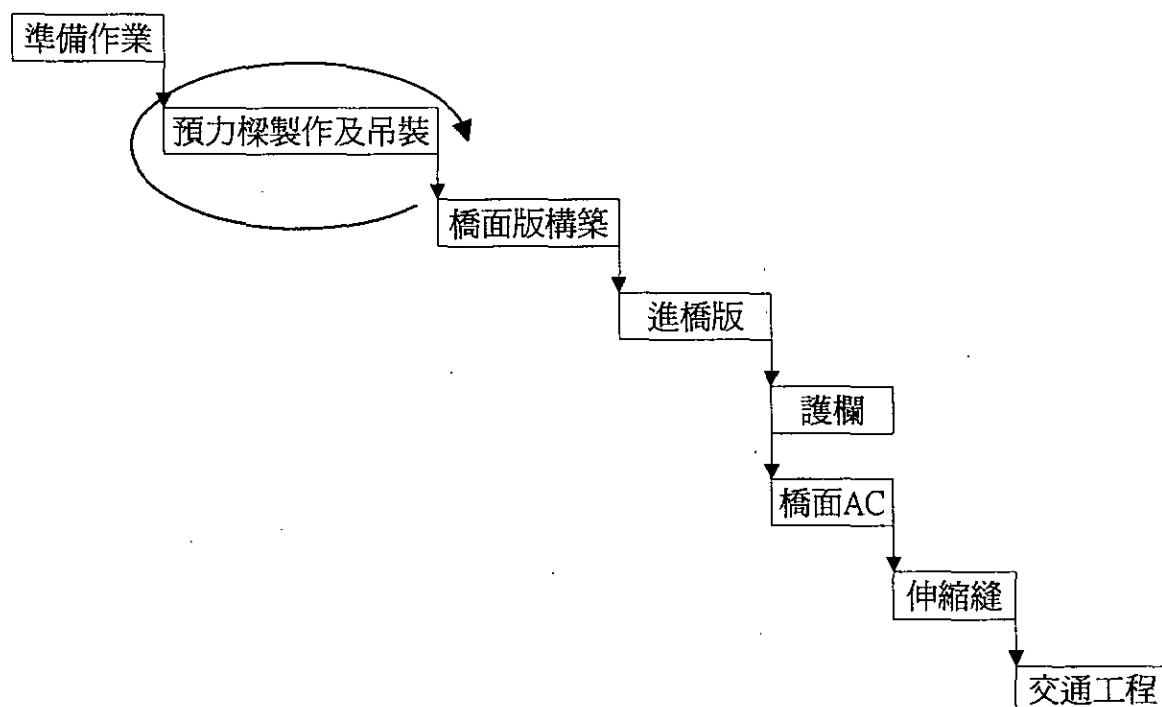 準備作業
預力樑製作及吊裝
橋面版構築
進橋版
護欄
橋面AC
伸縮縫
交通工程